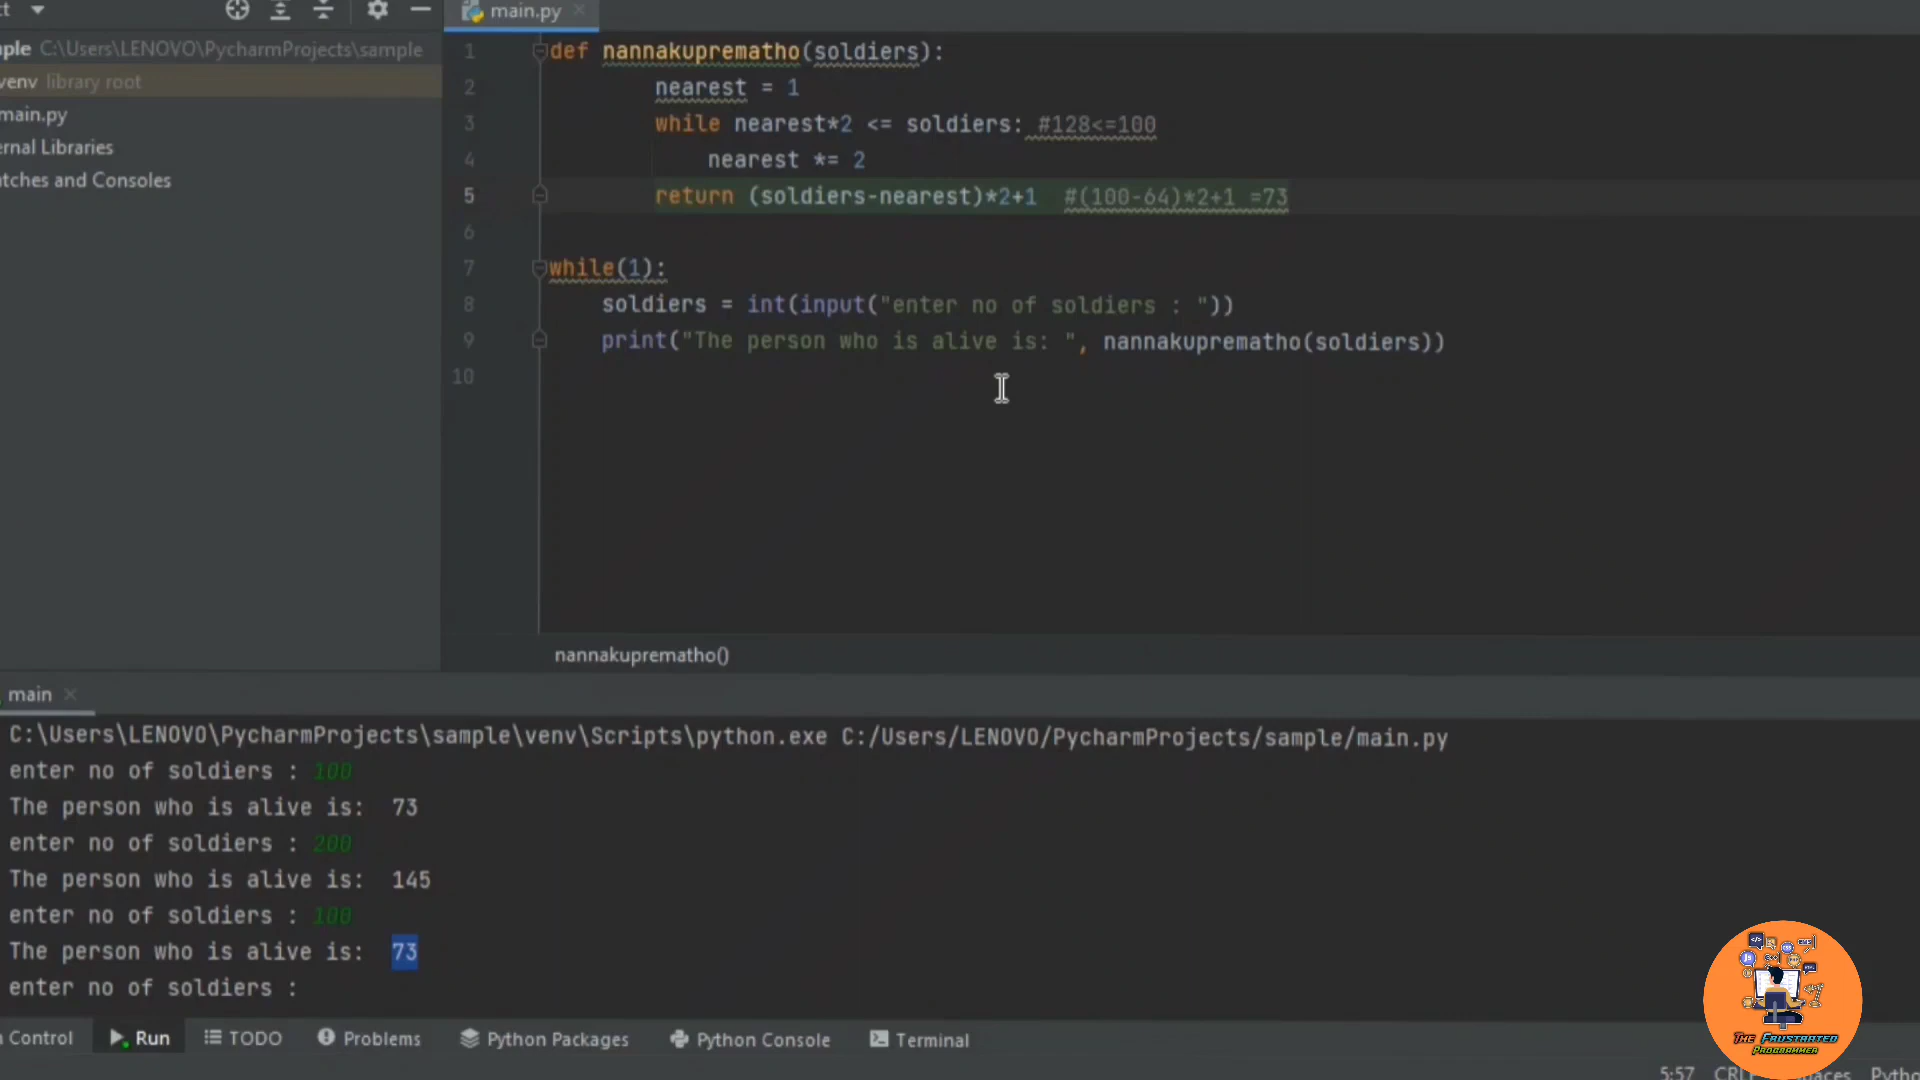 main.py
ple C:\Users\LENOVO\PycharmProjects\sample
venv library root
main.py
ernal Libraries
atches and Consoles
1 def nannakuprematho(soldiers):
2 nearest = 1
3 while nearest*2 <= soldiers: #128<=100
4 nearest *= 2
5 return (soldiers-nearest)*2+1 #(100-64)*2+1 =73
6
7 while(1):
8 soldiers = int(input("enter no of soldiers : "))
9 print("The person who is alive is: ", nannakuprematho(soldiers))
10
nannakuprematho()
main
C:\Users\LENOVO\PycharmProjects\sample\venv\Scripts\python.exe C:/Users/LENOVO/PycharmProjects/sample/main.py
enter no of soldiers : 100
The person who is alive is: 73
enter no of soldiers : 200
The person who is alive is: 145
enter no of soldiers : 100
The person who is alive is: 73
enter no of soldiers :
Control Run TODO Problems Python Packages Python Console Terminal
THE FRUSTRATED
PROGRAMMER
5:57